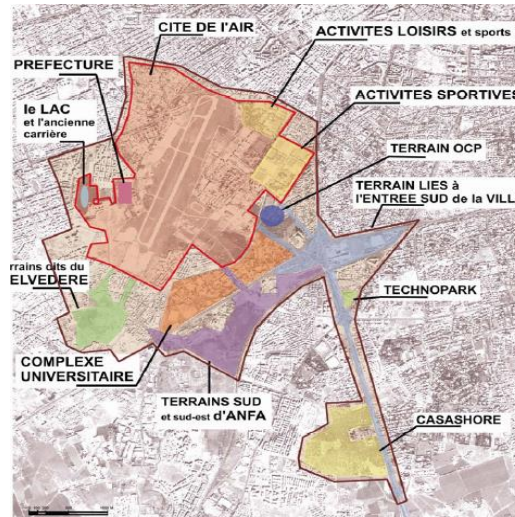 CITE DE l'AIR
ACTIVITES LOISIRS et sports
PREFECTURE
ACTIVITES SPORTIVES
le LAC
et l'ancienne
carrière
TERRAIN OCP
TERRAIN LIES à
l'ENTREE SUD de la VILL
rrains dits du
ELVEDERE
TECHNOPARK
COMPLEXE
UNIVERSITAIRE
TERRAINS SUD
et sud-est d'ANFA
CASASHORE